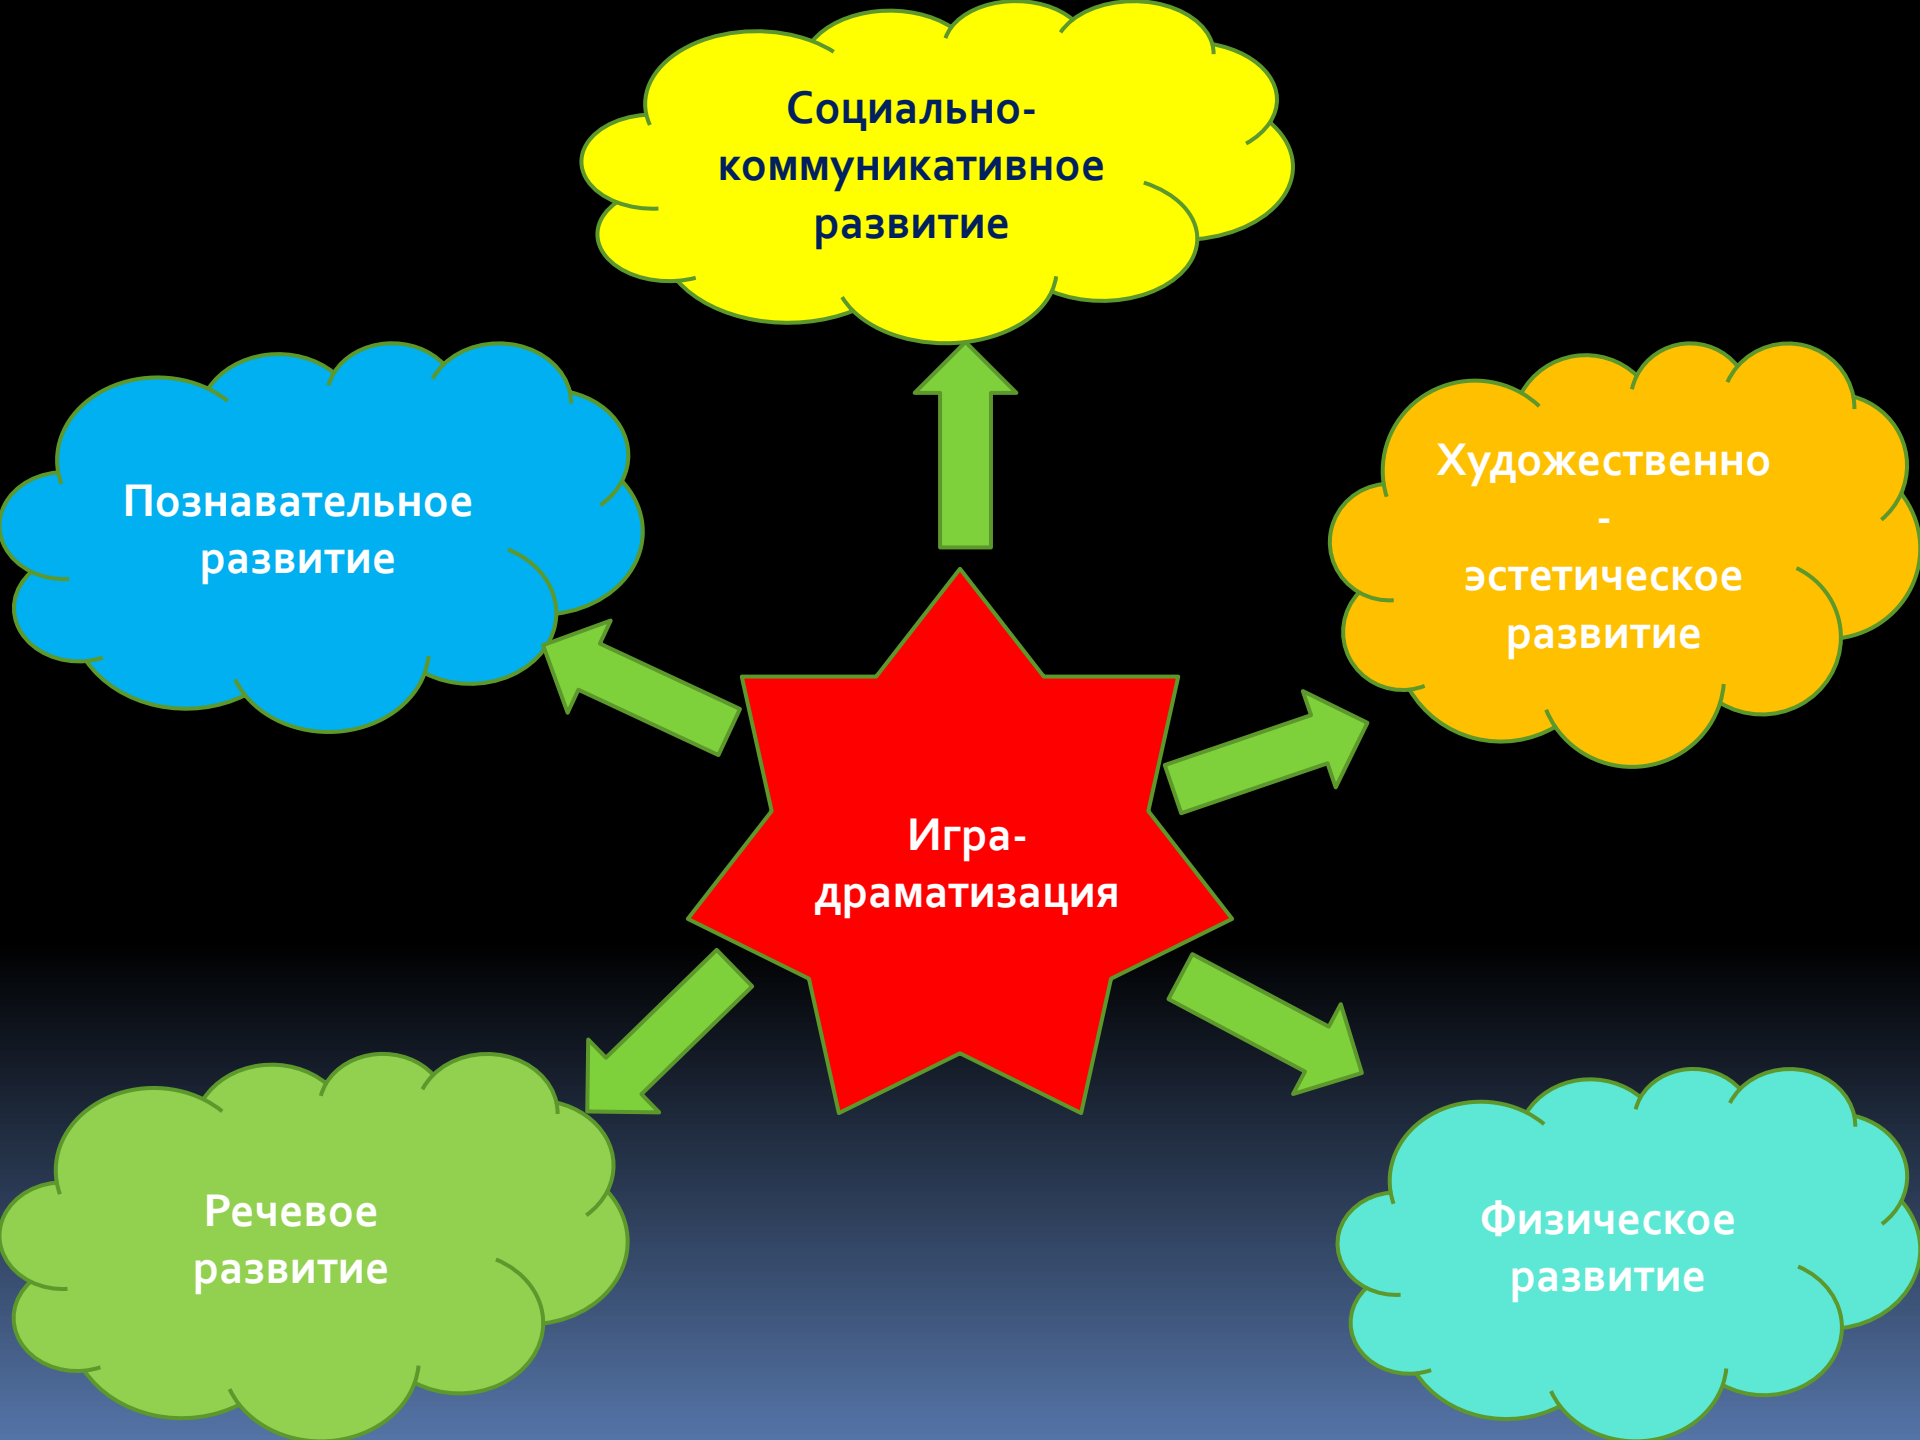 Социально-
коммуникативное
развитие
Познавательное
развитие
Художественно
-
эстетическое
развитие
Игра-
драматизация
Речевое
развитие
Физическое
развитие